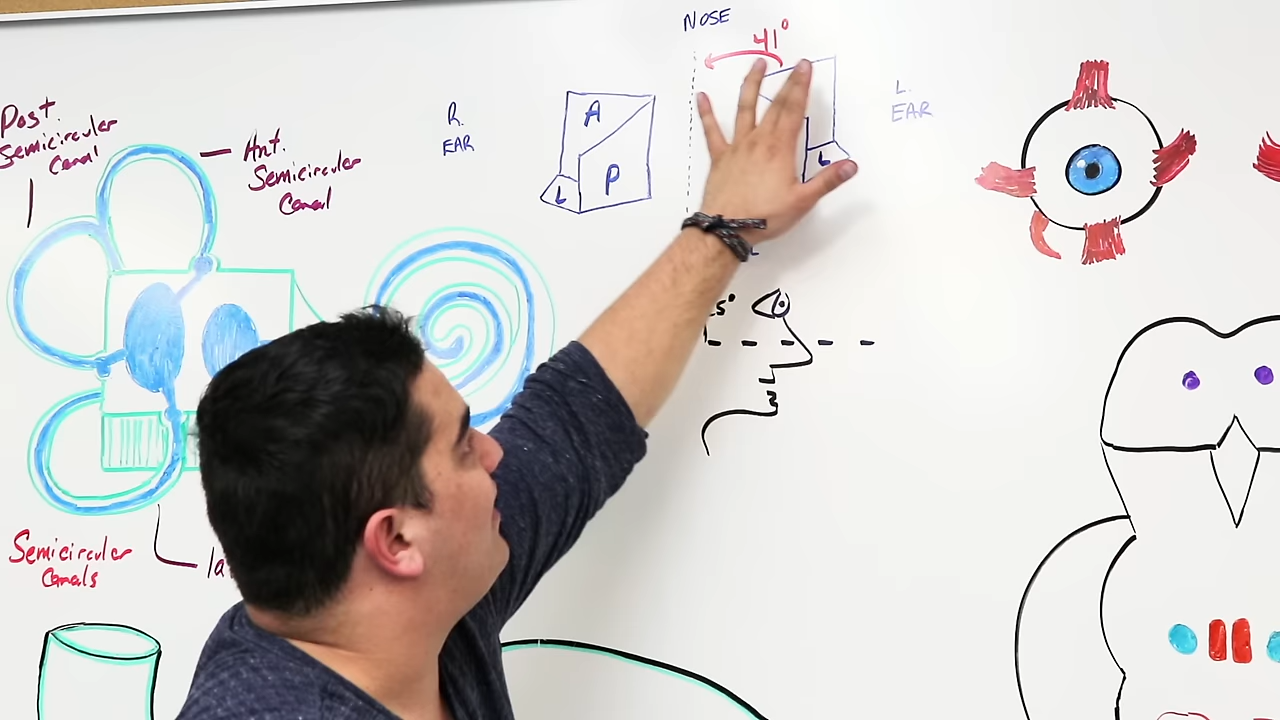 NOSE
41°
Post.
Semicircular
Canal
Ant.
Semicircular
Canal
R.
EAR
A
P
L
L
L.
EAR
Semicircular
Canals